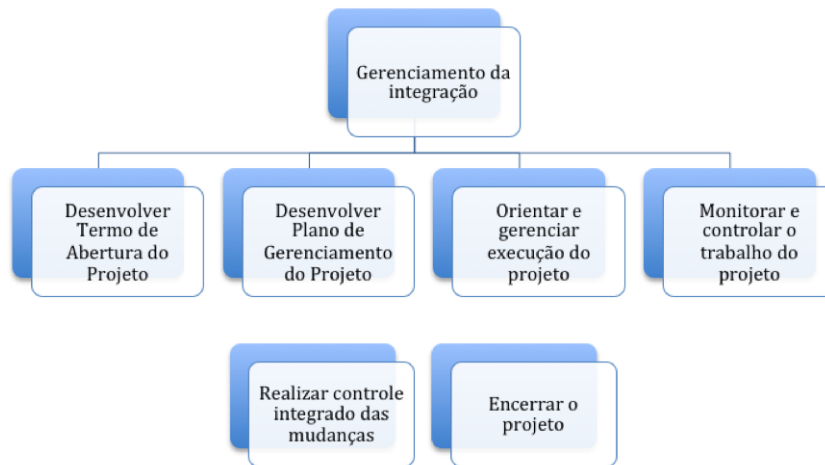 Gerenciamento da
integração
Desenvolver
Termo de
Abertura do
Projeto
Desenvolver
Plano de
Gerenciamento
do Projeto
Orientar e
gerenciar
execução do
projeto
Monitorar e
controlar o
trabalho do
projeto
Realizar controle
integrado das
mudanças
Encerrar o
projeto